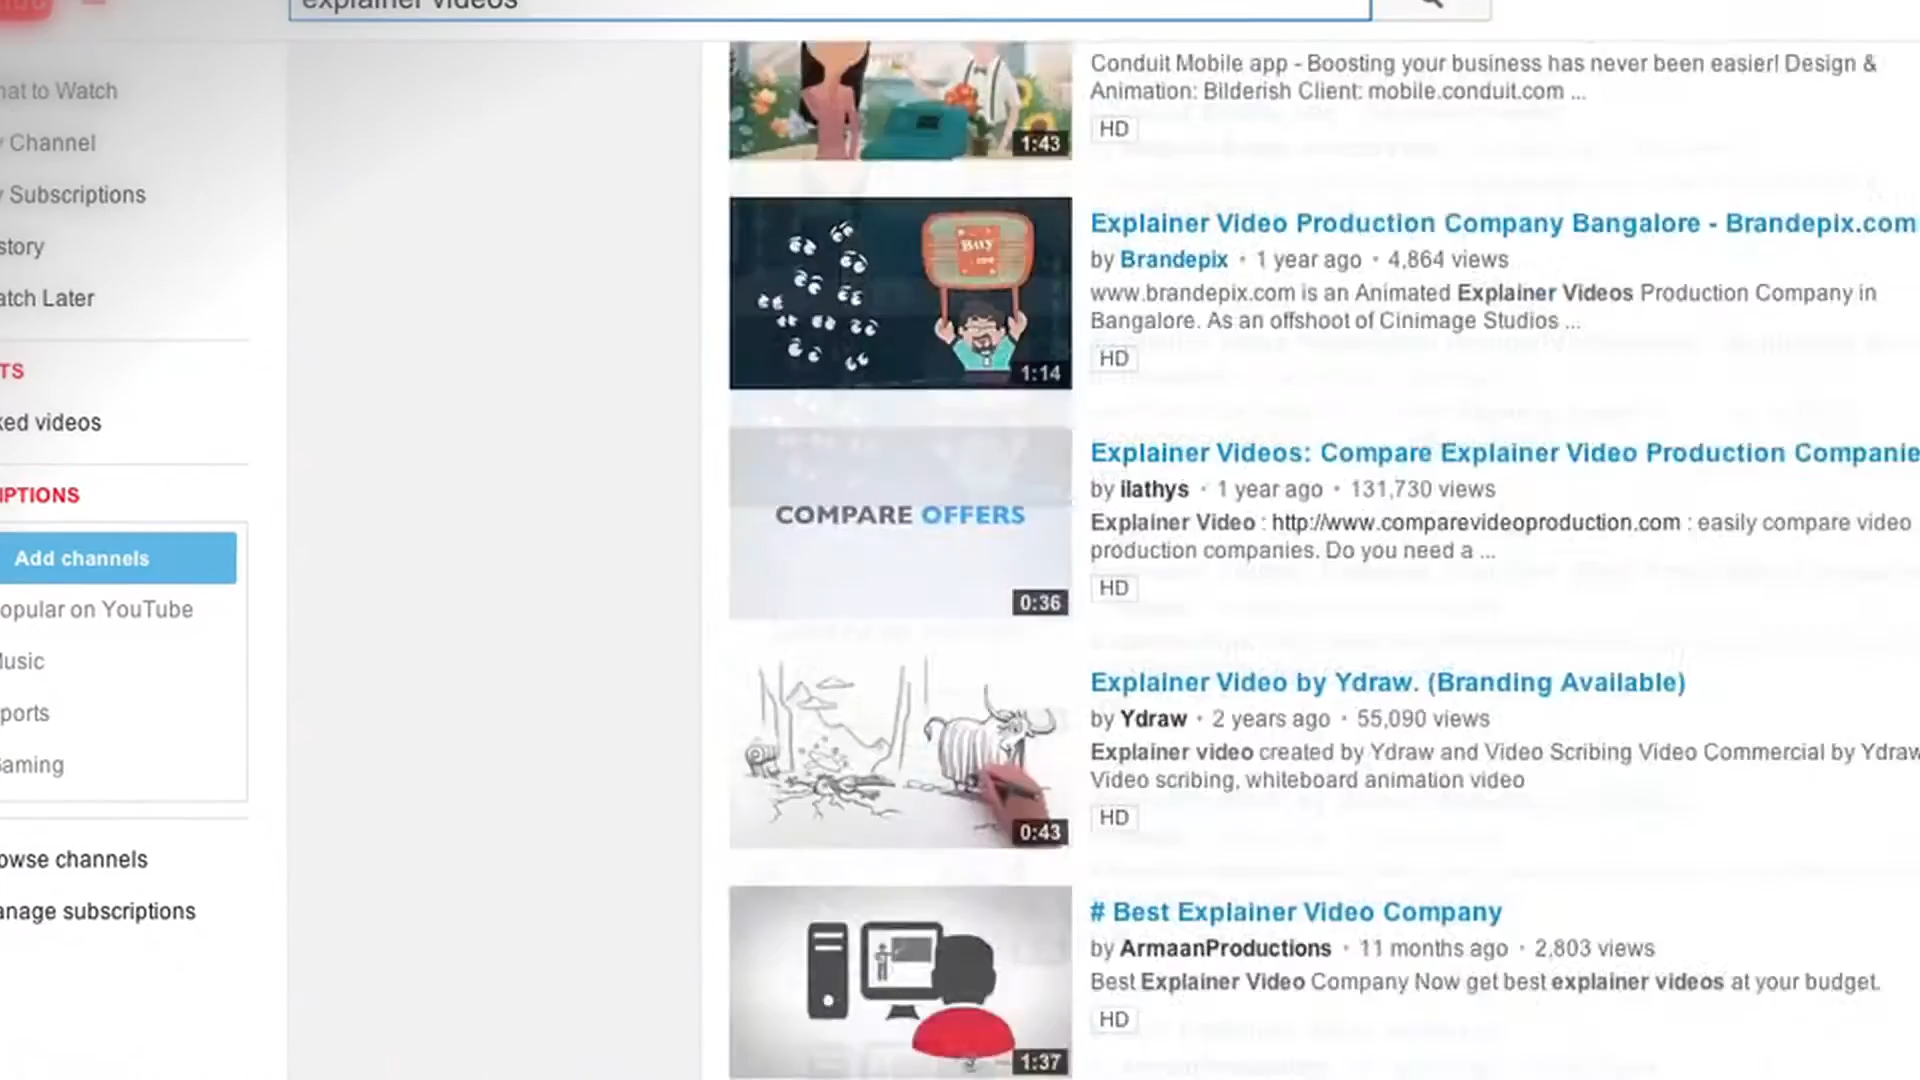 explainer videos
hat to Watch
y Channel
y Subscriptions
story
atch Later
TS
ked videos
IPTIONS
Add channels
opular on YouTube
Music
ports
Gaming
owse channels
anage subscriptions
1:43
Conduit Mobile app - Boosting your business has never been easier! Design &
Animation: Bilderish Client: mobile.conduit.com ...
HD
Buy
1:14
Explainer Video Production Company Bangalore - Brandepix.com
by Brandepix · 1 year ago · 4,864 views
www.brandepix.com is an Animated Explainer Videos Production Company in
Bangalore. As an offshoot of Cinimage Studios ...
HD
COMPARE OFFERS
0:36
Explainer Videos: Compare Explainer Video Production Companie
by ilathys · 1 year ago · 131,730 views
Explainer Video : http://www.comparevideoproduction.com : easily compare video
production companies. Do you need a ...
HD
0:43
Explainer Video by Ydraw. (Branding Available)
by Ydraw · 2 years ago · 55,090 views
Explainer video created by Ydraw and Video Scribing Video Commercial by Ydraw
Video scribing, whiteboard animation video
HD
1:37
# Best Explainer Video Company
by ArmaanProductions · 11 months ago · 2,803 views
Best Explainer Video Company Now get best explainer videos at your budget.
HD